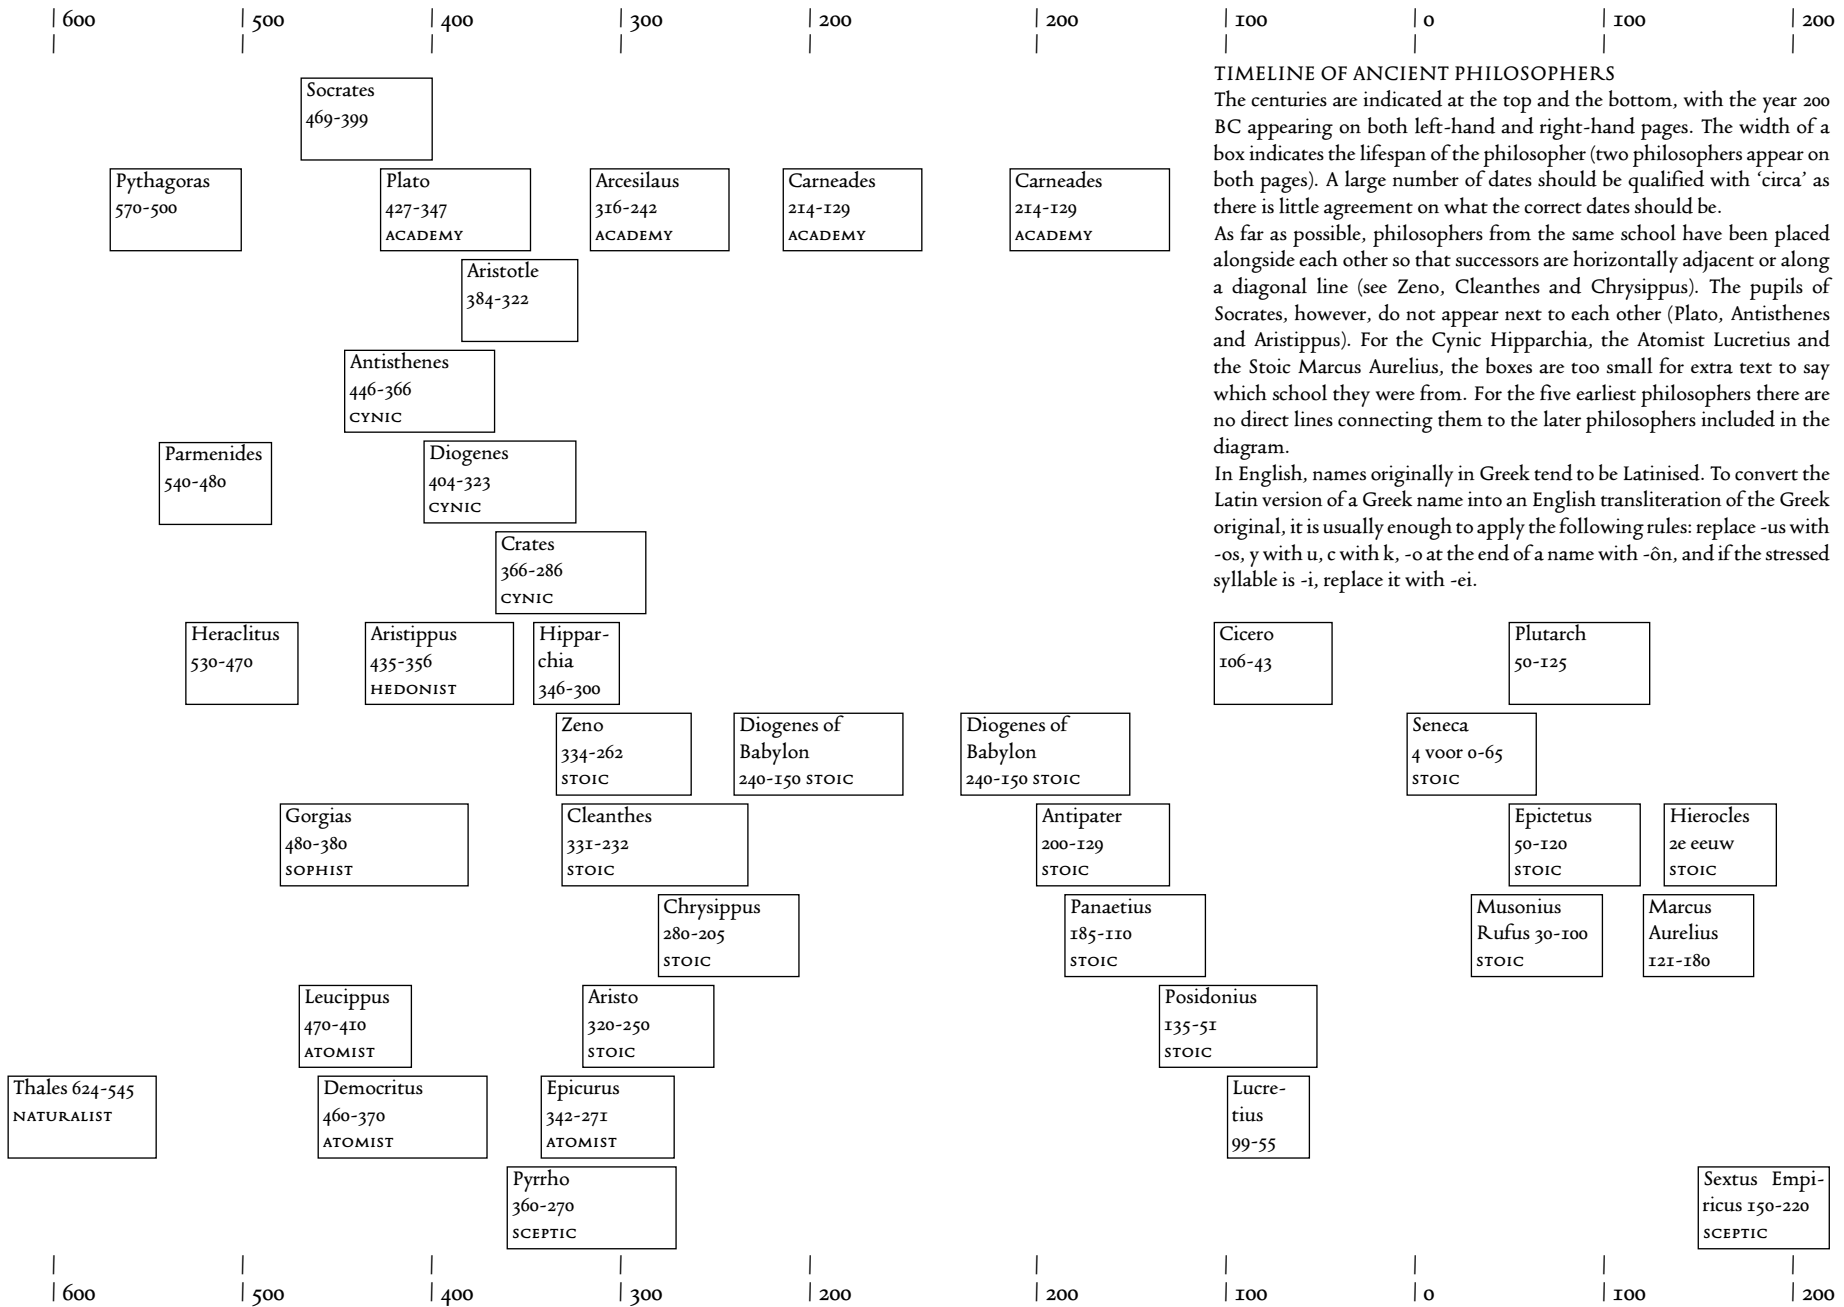 600 500 400 300 200 200 100 0 100 200
TIMELINE OF ANCIENT PHILOSOPHERS
The centuries are indicated at the top and the bottom, with the year 200
BC appearing on both left-hand and right-hand pages. The width of a
box indicates the lifespan of the philosopher (two philosophers appear on
both pages). A large number of dates should be qualified with ‘circa’ as
there is little agreement on what the correct dates should be.
As far as possible, philosophers from the same school have been placed
alongside each other so that successors are horizontally adjacent or along
a diagonal line (see Zeno, Cleanthes and Chrysippus). The pupils of
Socrates, however, do not appear next to each other (Plato, Antisthenes
and Aristippus). For the Cynic Hipparchia, the Atomist Lucretius and
the Stoic Marcus Aurelius, the boxes are too small for extra text to say
which school they were from. For the five earliest philosophers there are
no direct lines connecting them to the later philosophers included in the
diagram.
In English, names originally in Greek tend to be Latinised. To convert the
Latin version of a Greek name into an English transliteration of the Greek
original, it is usually enough to apply the following rules: replace -us with
-os, y with u, c with k, -o at the end of a name with -ôn, and if the stressed
syllable is -i, replace it with -ei.
Socrates
469-399
Pythagoras
570-500
Plato
427-347
ACADEMY
Arcesilaus
316-242
ACADEMY
Carneades
214-129
ACADEMY
Carneades
214-129
ACADEMY
Aristotle
384-322
Antisthenes
446-366
CYNIC
Parmenides
540-480
Diogenes
404-323
CYNIC
Crates
366-286
CYNIC
Heraclitus
530-470
Aristippus
435-356
HEDONIST
Hippar-
chia
346-300
Cicero
106-43
Plutarch
50-125
Zeno
334-262
STOIC
Diogenes of
Babylon
240-150 STOIC
Diogenes of
Babylon
240-150 STOIC
Seneca
4 voor 0-65
STOIC
Gorgias
480-380
SOPHIST
Cleanthes
331-232
STOIC
Antipater
200-129
STOIC
Epictetus
50-120
STOIC
Hierocles
2e eeuw
STOIC
Chrysippus
280-205
STOIC
Panaetius
185-110
STOIC
Musonius
Rufus 30-100
STOIC
Marcus
Aurelius
121-180
Leucippus
470-410
ATOMIST
Aristo
320-250
STOIC
Posidonius
135-51
STOIC
Thales 624-545
NATURALIST
Democritus
460-370
ATOMIST
Epicurus
342-271
ATOMIST
Lucre-
tius
99-55
Pyrrho
360-270
SCEPTIC
Sextus Empi-
ricus 150-220
SCEPTIC
600 500 400 300 200 200 100 0 100 200